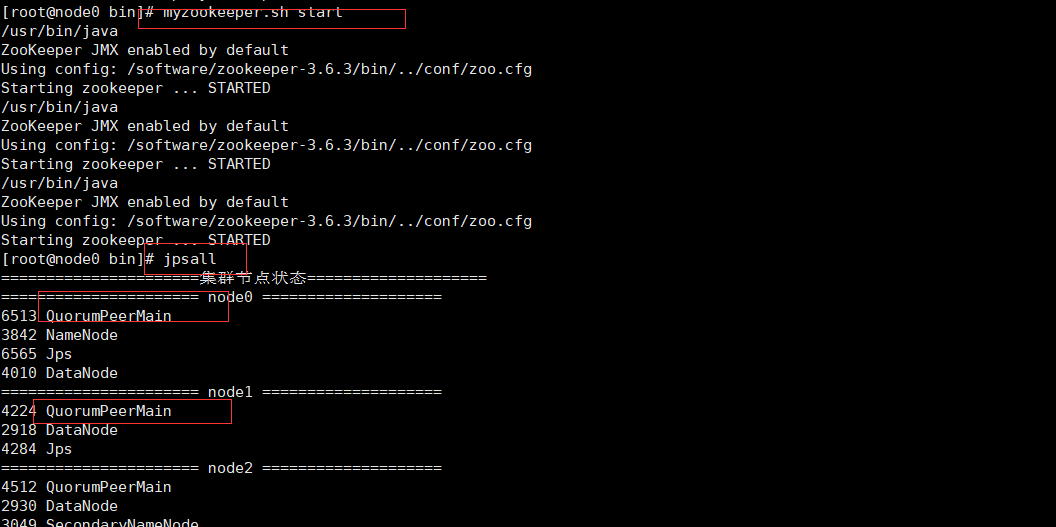 [root@node0 bin]# myzookeeper.sh start
/usr/bin/java
ZooKeeper JMX enabled by default
Using config: /software/zookeeper-3.6.3/bin/../conf/zoo.cfg
Starting zookeeper ... STARTED
/usr/bin/java
ZooKeeper JMX enabled by default
Using config: /software/zookeeper-3.6.3/bin/../conf/zoo.cfg
Starting zookeeper ... STARTED
/usr/bin/java
ZooKeeper JMX enabled by default
Using config: /software/zookeeper-3.6.3/bin/../conf/zoo.cfg
Starting zookeeper ... STARTED
[root@node0 bin]# jpsall
======================集群节点状态====================
====================== node0 ====================
6513 QuorumPeerMain
3842 NameNode
6565 Jps
4010 DataNode
====================== node1 ====================
4224 QuorumPeerMain
2918 DataNode
4284 Jps
====================== node2 ====================
4512 QuorumPeerMain
2930 DataNode
3049 SecondaryNameNode